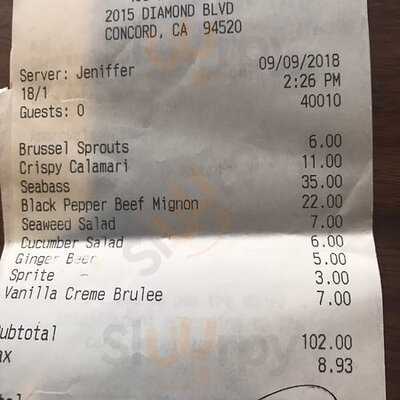 2015 DIAMOND BLVD
CONCORD, CA 94520
Server: Jeniffer 09/09/2018
18/1 2:26 PM
Guests: 0 40010
Brussel Sprouts 6.00
Crispy Calamari 11.00
Seabass 35.00
Black Pepper Beef Mignon 22.00
Seaweed Salad 7.00
Cucumber Salad 6.00
Ginger Beer 5.00
Sprite 3.00
Vanilla Creme Brulee 7.00
ubtotal 102.00
ax 8.93
Sluurpy